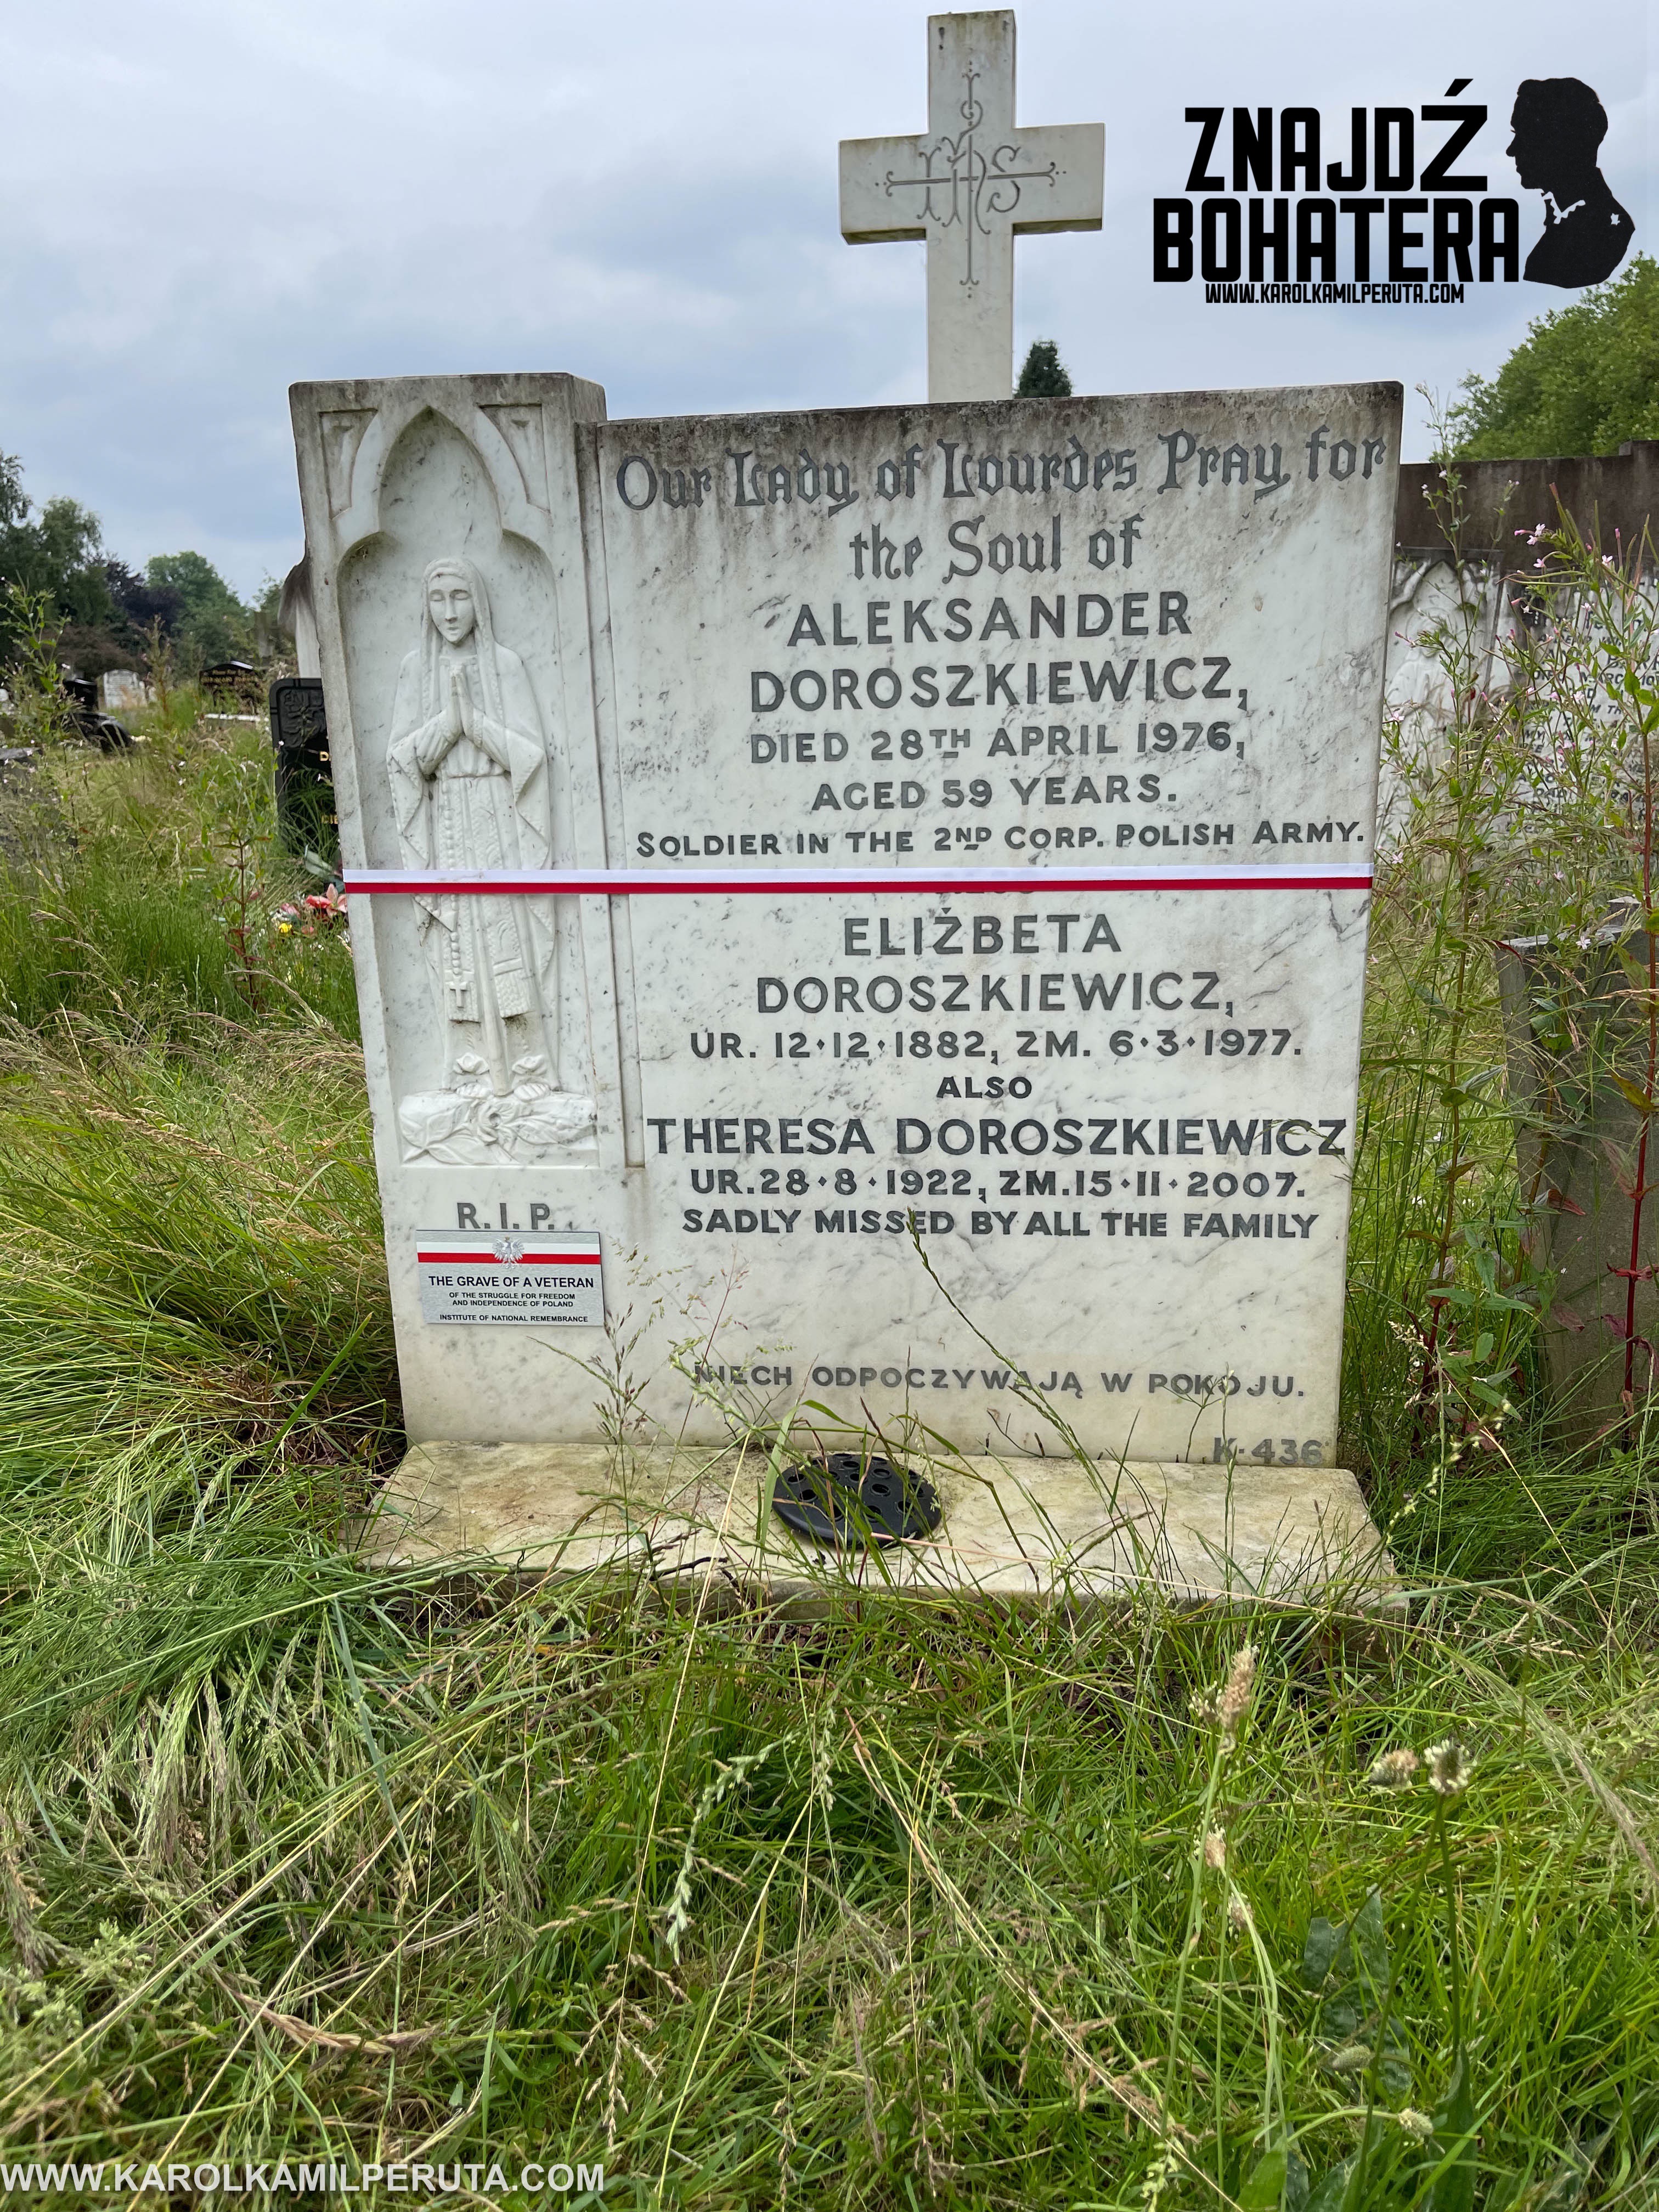 ZNAJDŹ
BOHATERA
WWW.KAROLKAMILPERUTA.COM
IHS
Our Lady of Lourdes Pray for
the Soul of
ALEKSANDER
DOROSZKIEWICZ,
DIED 28TH APRIL 1976,
AGED 59 YEARS.
SOLDIER IN THE 2ND CORP. POLISH ARMY.
ELIŻBETA
DOROSZKIEWICZ,
UR. 12·12·1882, ZM. 6·3·1977.
ALSO
THERESA DOROSZKIEWICZ
UR.28·8·1922, ZM.15·11·2007.
SADLY MISSED BY ALL THE FAMILY
R.I.P.
THE GRAVE OF A VETERAN
OF THE STRUGGLE FOR FREEDOM
AND INDEPENDENCE OF POLAND
INSTITUTE OF NATIONAL REMEMBRANCE
NIECH ODPOCZYWAJĄ W POKOJU.
K·436
WWW.KAROLKAMILPERUTA.COM